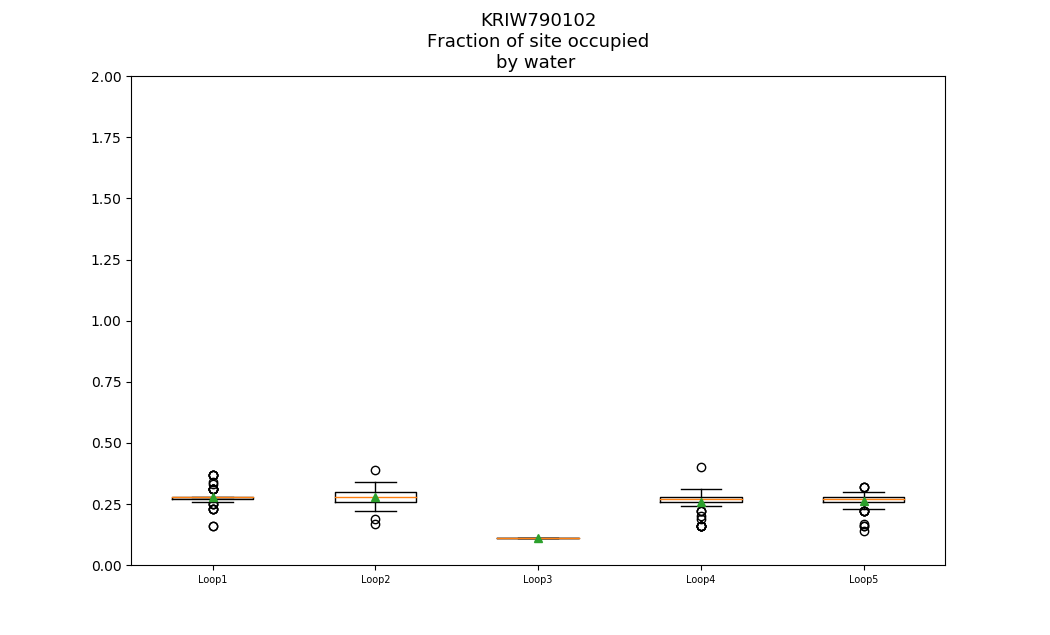 KRIW790102
Fraction of site occupied
by water
2.00
1.75
1.50
1.25
1.00
0.75
0.50
0.25
0.00
Loop1
Loop2
Loop3
Loop4
Loop5